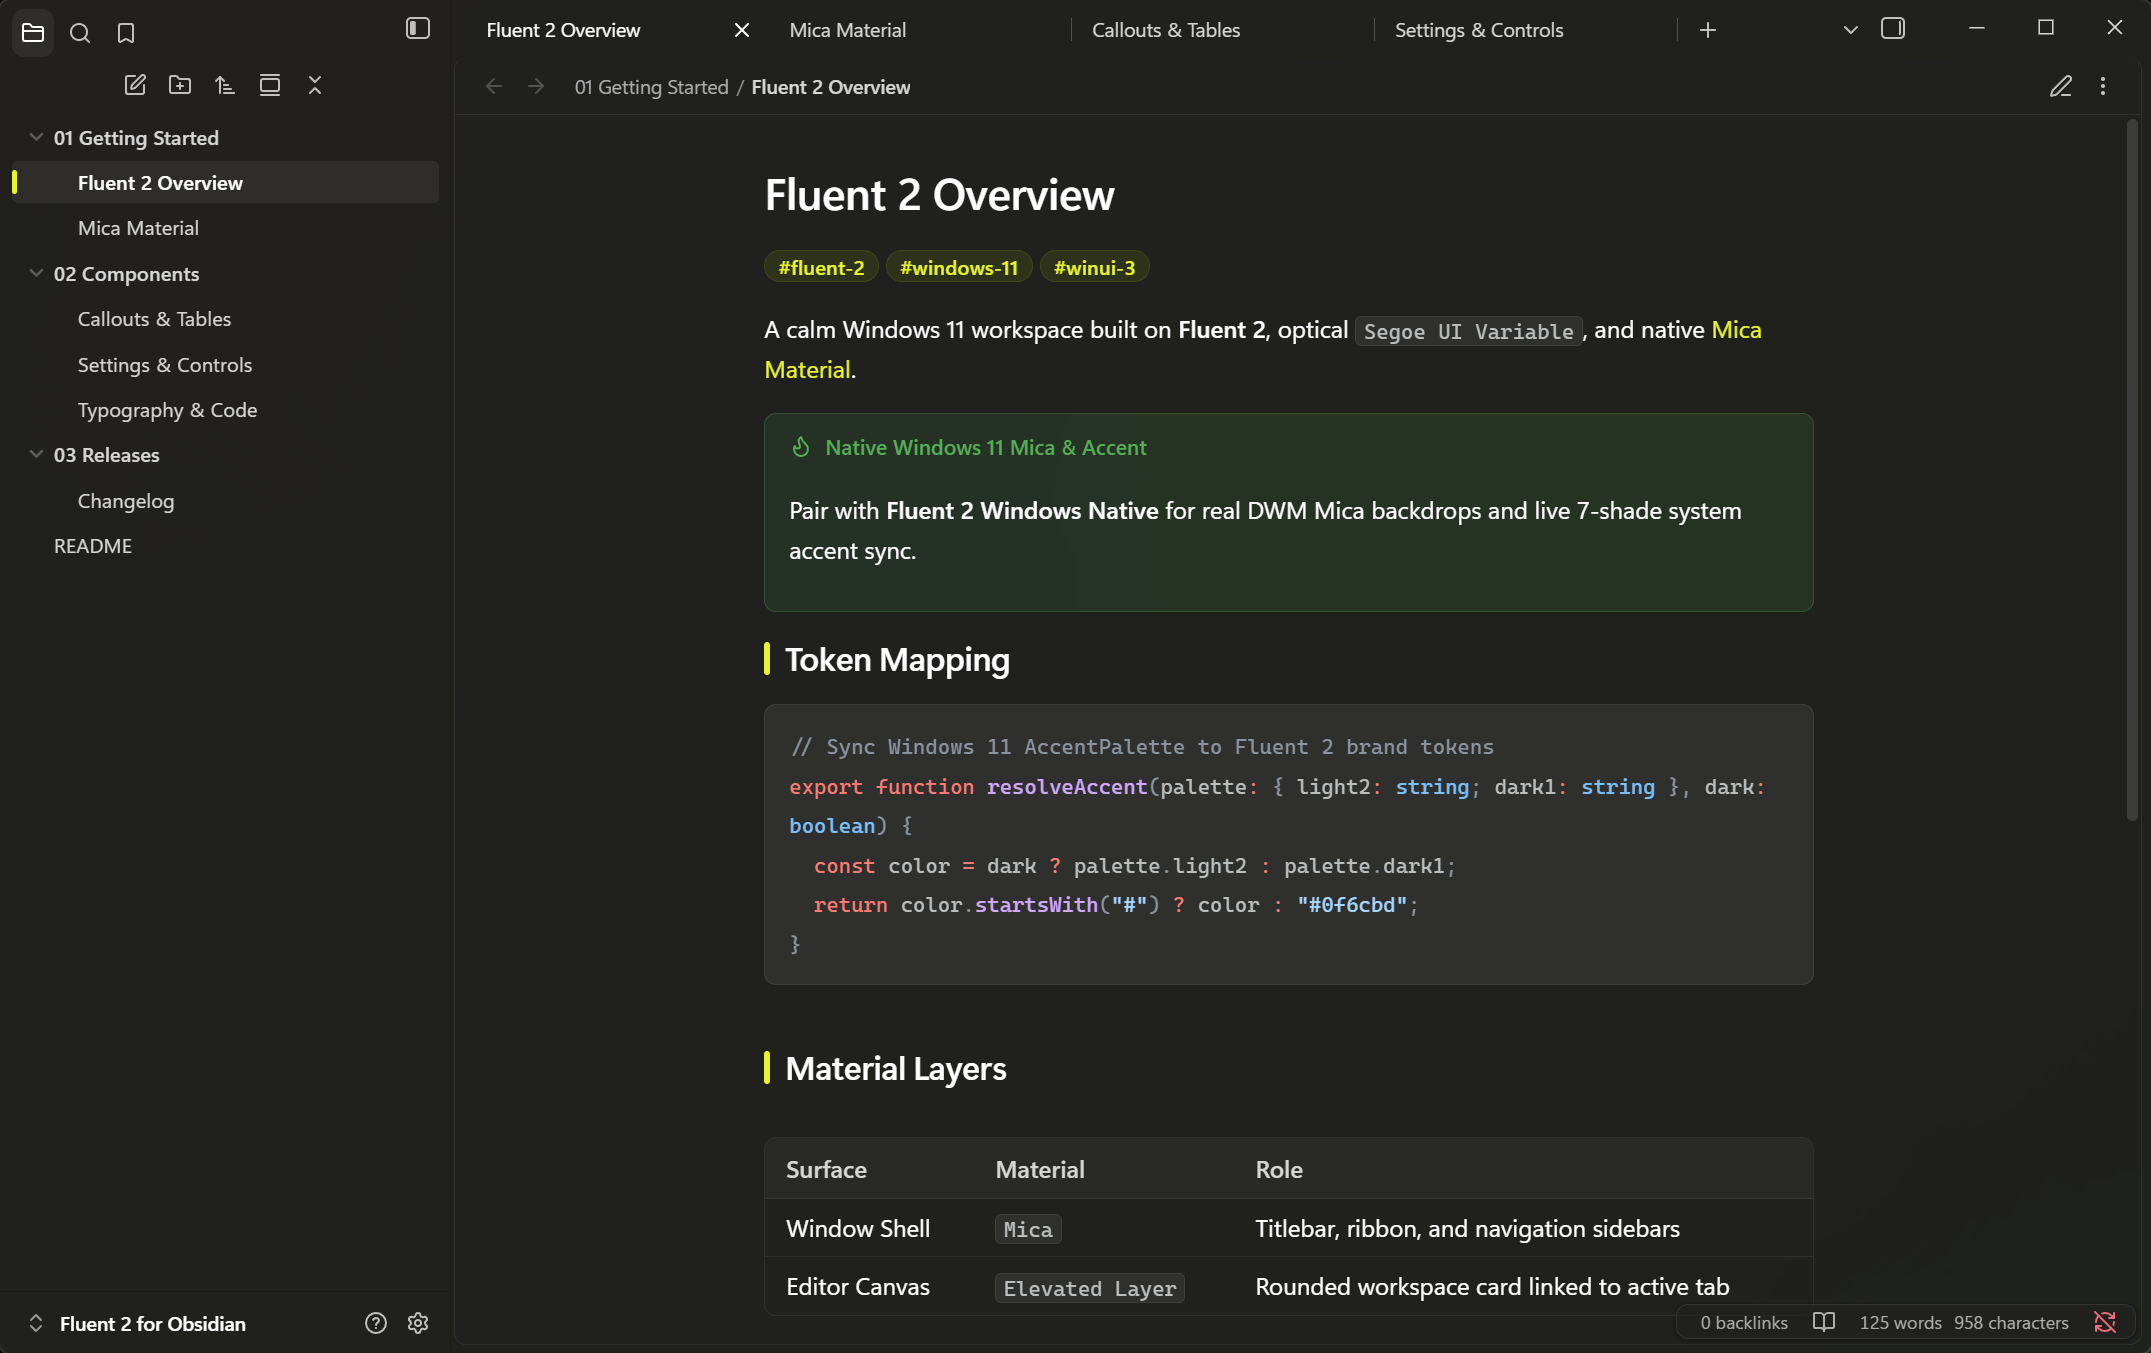 Fluent 2 Overview
Mica Material
Callouts & Tables
Settings & Controls
01 Getting Started / Fluent 2 Overview
01 Getting Started
Fluent 2 Overview
Mica Material
02 Components
Callouts & Tables
Settings & Controls
Typography & Code
03 Releases
Changelog
README
Fluent 2 for Obsidian
Fluent 2 Overview
#fluent-2 #windows-11 #winui-3
A calm Windows 11 workspace built on Fluent 2, optical Segoe UI Variable, and native Mica
Material.
Native Windows 11 Mica & Accent
Pair with Fluent 2 Windows Native for real DWM Mica backdrops and live 7-shade system
accent sync.
Token Mapping
// Sync Windows 11 AccentPalette to Fluent 2 brand tokens
export function resolveAccent(palette: { light2: string; dark1: string }, dark:
boolean) {
  const color = dark ? palette.light2 : palette.dark1;
  return color.startsWith("#") ? color : "#0f6cbd";
}
Material Layers
Surface Material Role
Window Shell Mica Titlebar, ribbon, and navigation sidebars
Editor Canvas Elevated Layer Rounded workspace card linked to active tab
0 backlinks 125 words 958 characters